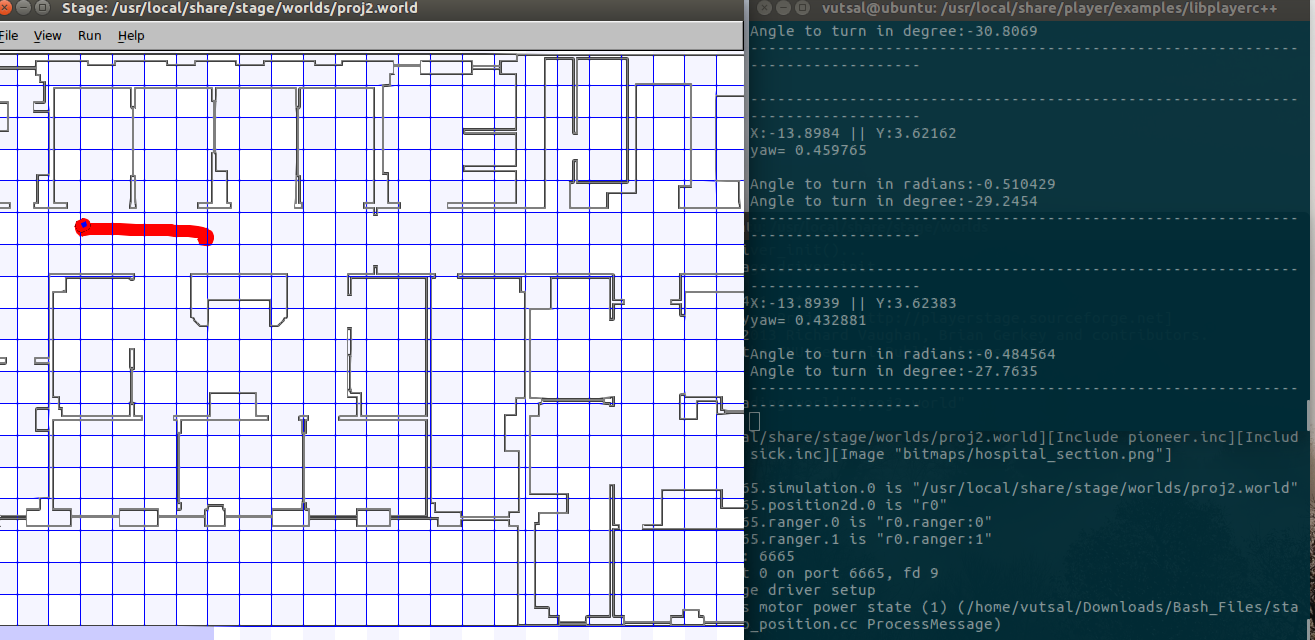 Stage: /usr/local/share/stage/worlds/proj2.world
File View Run Help
vutsal@ubuntu: /usr/local/share/player/examples/libplayerc++
Angle to turn in degree:-30.8069
-----------------------------------------------------------------
--------------------
-----------------------------------------------------------------
--------------------
X:-13.8984 || Y:3.62162
yaw= 0.459765
Angle to turn in radians:-0.510429
Angle to turn in degree:-29.2454
-----------------------------------------------------------------
--------------------
-----------------------------------------------------------------
--------------------
X:-13.8939 || Y:3.62383
yaw= 0.432881
Angle to turn in radians:-0.484564
Angle to turn in degree:-27.7635
-----------------------------------------------------------------
--------------------
al/share/stage/worlds/proj2.world][Include pioneer.inc][Includ
sick.inc][Image "bitmaps/hospital_section.png"]
65.simulation.0 is "/usr/local/share/stage/worlds/proj2.world"
65.position2d.0 is "r0"
65.ranger.0 is "r0.ranger:0"
65.ranger.1 is "r0.ranger:1"
: 6665
t 0 on port 6665, fd 9
ge driver setup
s motor power state (1) (/home/vutsal/Downloads/Bash_Files/sta
_position.cc ProcessMessage)